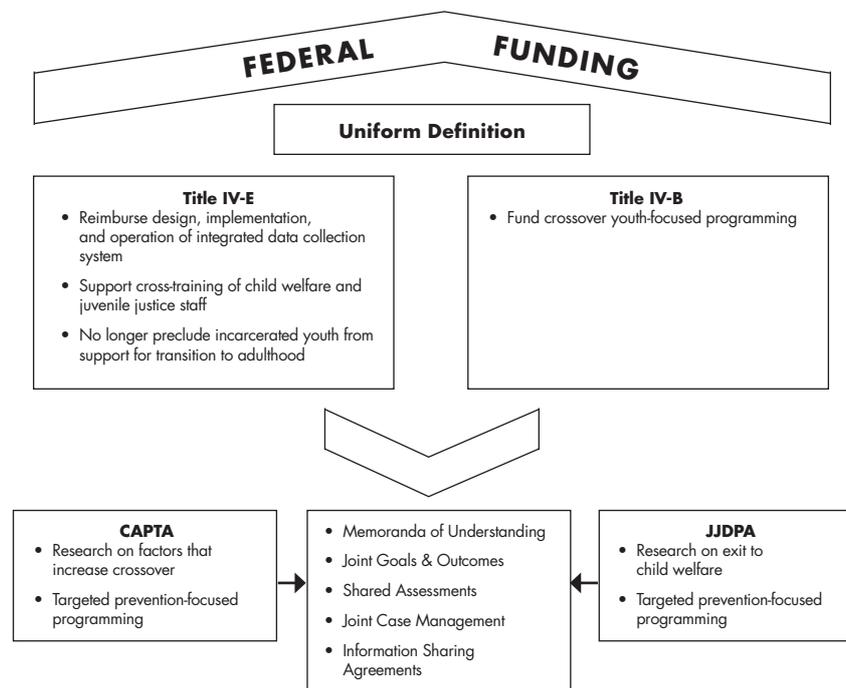 FEDERAL FUNDING
Uniform Definition
Title IV-E
• Reimburse design, implementation,
and operation of integrated data collection
system
• Support cross-training of child welfare and
juvenile justice staff
• No longer preclude incarcerated youth from
support for transition to adulthood
Title IV-B
• Fund crossover youth-focused programming
CAPTA
• Research on factors that
increase crossover
• Targeted prevention-focused
programming
• Memoranda of Understanding
• Joint Goals & Outcomes
• Shared Assessments
• Joint Case Management
• Information Sharing
Agreements
JJDPA
• Research on exit to
child welfare
• Targeted prevention-focused
programming